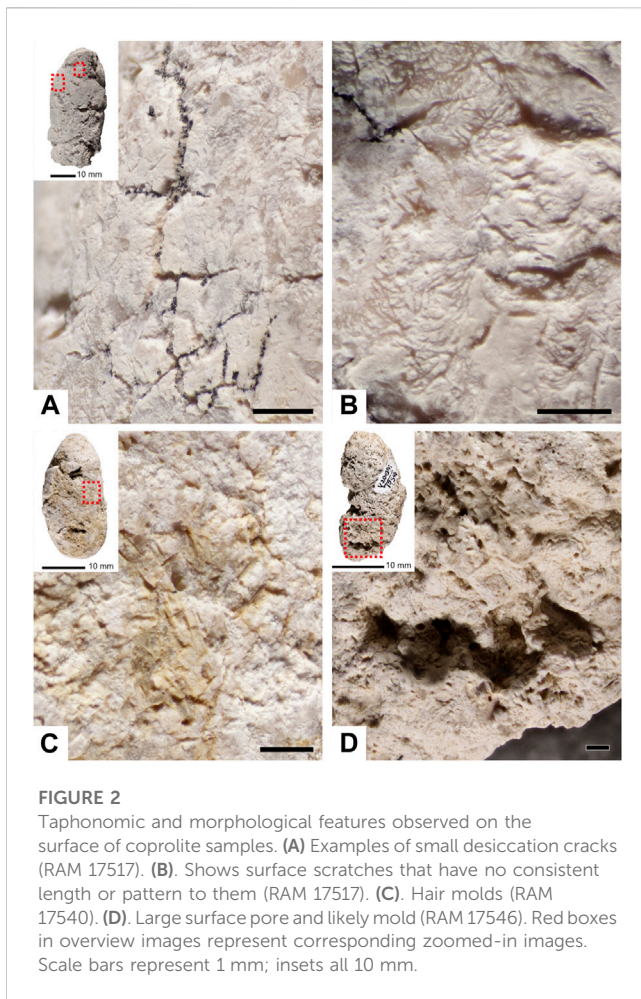 10 mm
A
B
10 mm
C
10 mm
D
FIGURE 2
Taphonomic and morphological features observed on the
surface of coprolite samples. (A) Examples of small desiccation cracks
(RAM 17517). (B). Shows surface scratches that have no consistent
length or pattern to them (RAM 17517). (C). Hair molds (RAM
17540). (D). Large surface pore and likely mold (RAM 17546). Red boxes
in overview images represent corresponding zoomed-in images.
Scale bars represent 1 mm; insets all 10 mm.